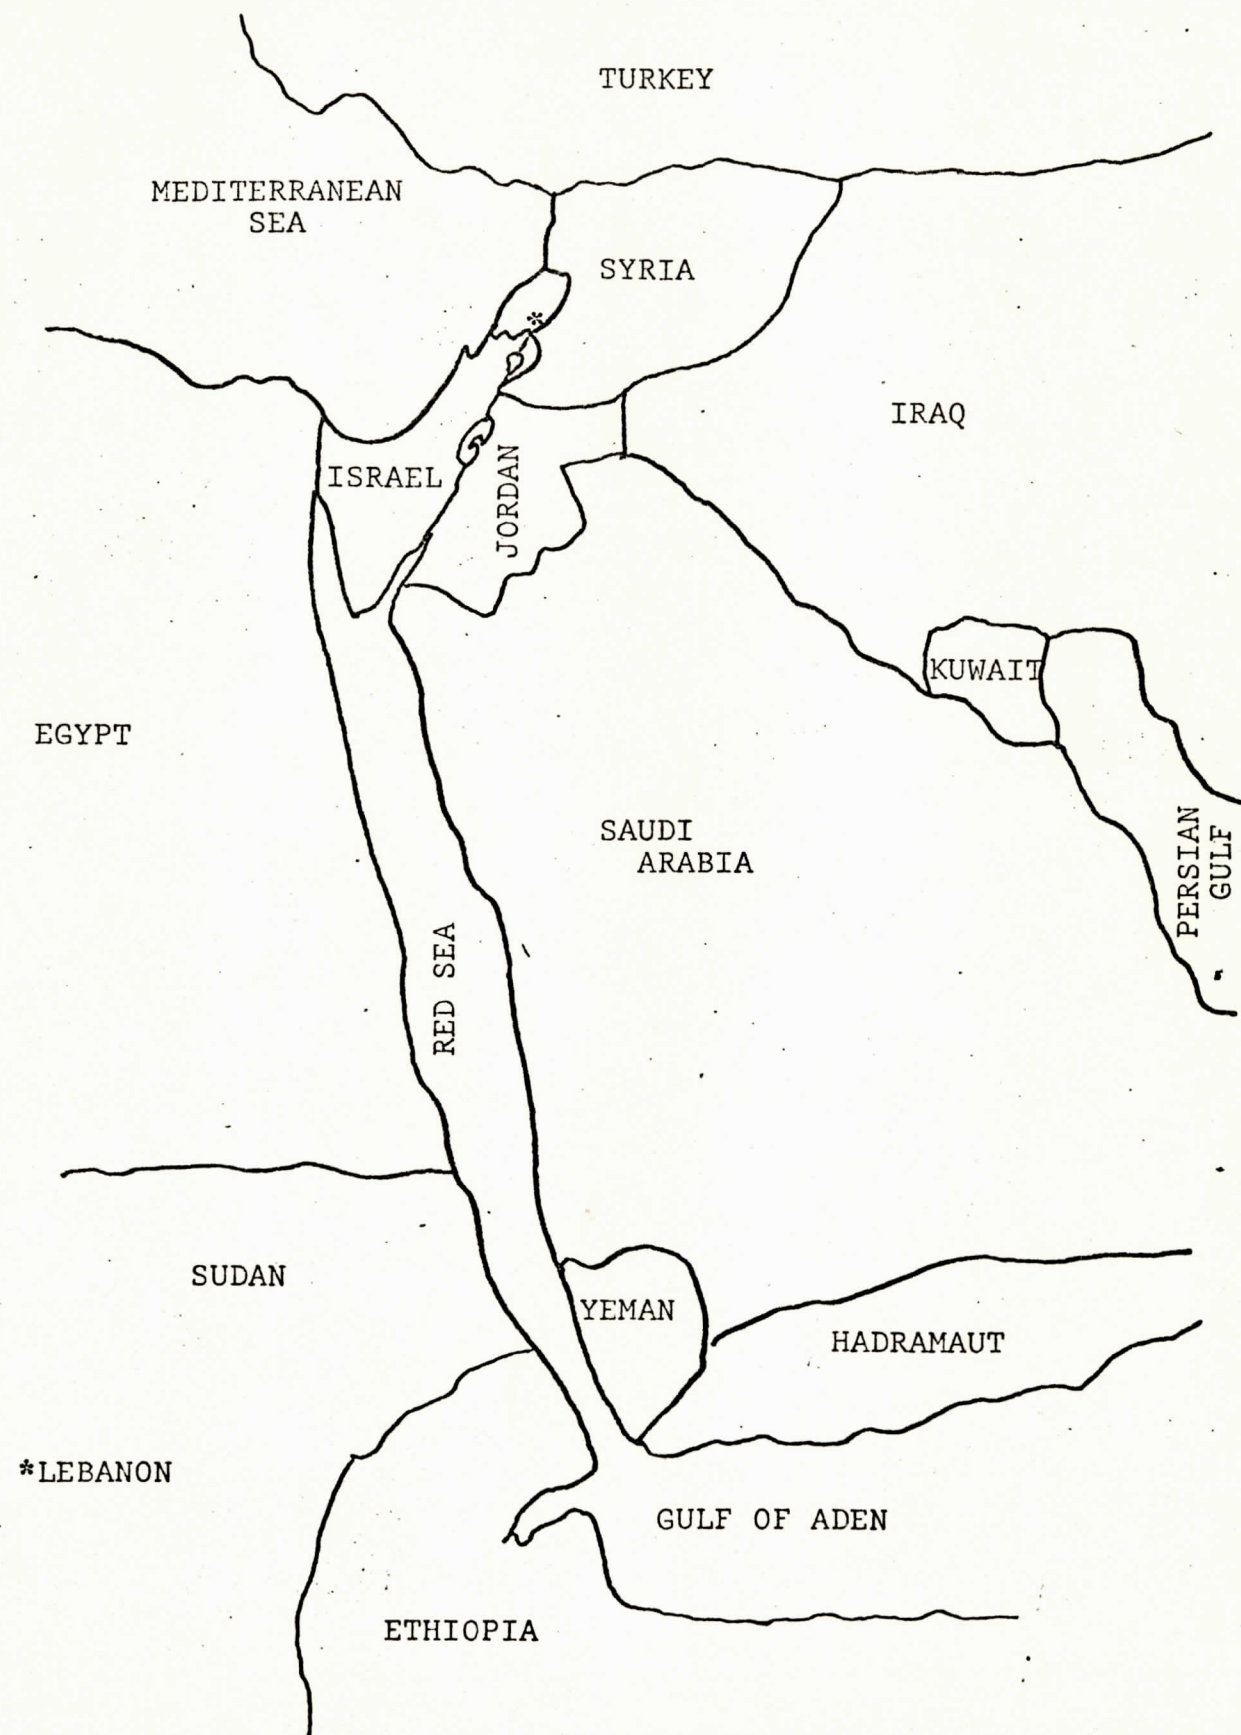 TURKEY
MEDITERRANEAN
SEA
SYRIA
*
IRAQ
ISRAEL
JORDAN
KUWAIT
EGYPT
SAUDI
ARABIA
PERSIAN
GULF
RED SEA
SUDAN
YEMAN
HADRAMAUT
*LEBANON
GULF OF ADEN
ETHIOPIA